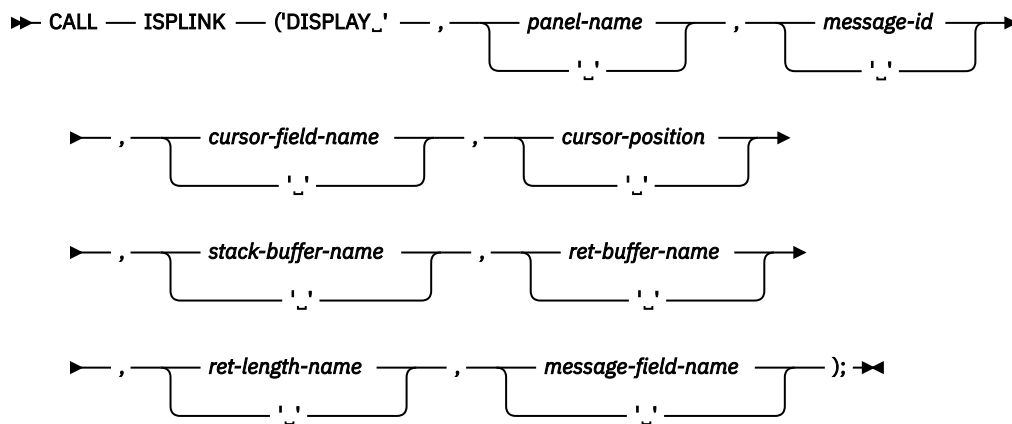 CALL ISPLINK ('DISPLAY␣' , panel-name , message-id
'␣' '␣'
, cursor-field-name , cursor-position
'␣' '␣'
, stack-buffer-name , ret-buffer-name
'␣' '␣'
, ret-length-name , message-field-name );
'␣' '␣'